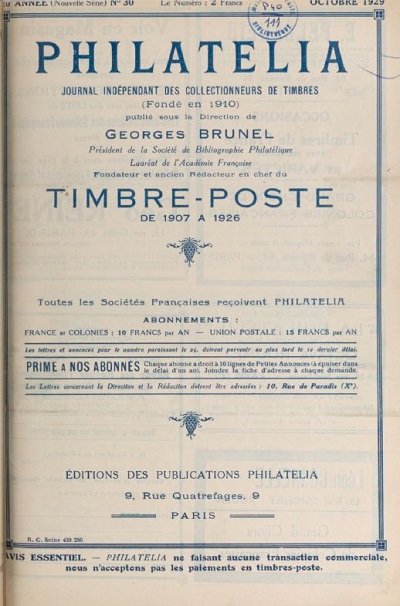 ANNÉE (Nouvelle Série) N° 30 Le Numéro : 2 Francs OCTOBRE 1929
PHILATELIA
JOURNAL INDÉPENDANT DES COLLECTIONNEURS DE TIMBRES
(Fondé en 1910)
publié sous la Direction de
GEORGES BRUNEL
Président de la Société de Bibliographie Philatélique
Lauréat de l'Académie Française
Fondateur et ancien Rédacteur en chef du
TIMBRE-POSTE
DE 1907 A 1926
Toutes les Sociétés Françaises reçoivent PHILATELIA
ABONNEMENTS :
FRANCE et COLONIES : 10 FRANCS par AN — UNION POSTALE : 15 FRANCS par AN
Les lettres et annonces pour le numéro paraissant le 25, doivent parvenir au plus tard le 10 dernier délai.
PRIME A NOS ABONNÉS
Chaque abonné a droit à 10 lignes de Petites Annonces (à épuiser dans
le délai d'un an). Joindre la fiche d'adresse à chaque demande.
Les Lettres concernant la Direction et la Rédaction doivent être adressées : 10, Rue de Paradis (Xe).
ÉDITIONS DES PUBLICATIONS PHILATELIA
9, Rue Quatrefages, 9
PARIS
R. C. Seine
AVIS ESSENTIEL. — PHILATELIA ne faisant aucune transaction commerciale,
nous n'acceptons pas les paiements en timbres-poste.